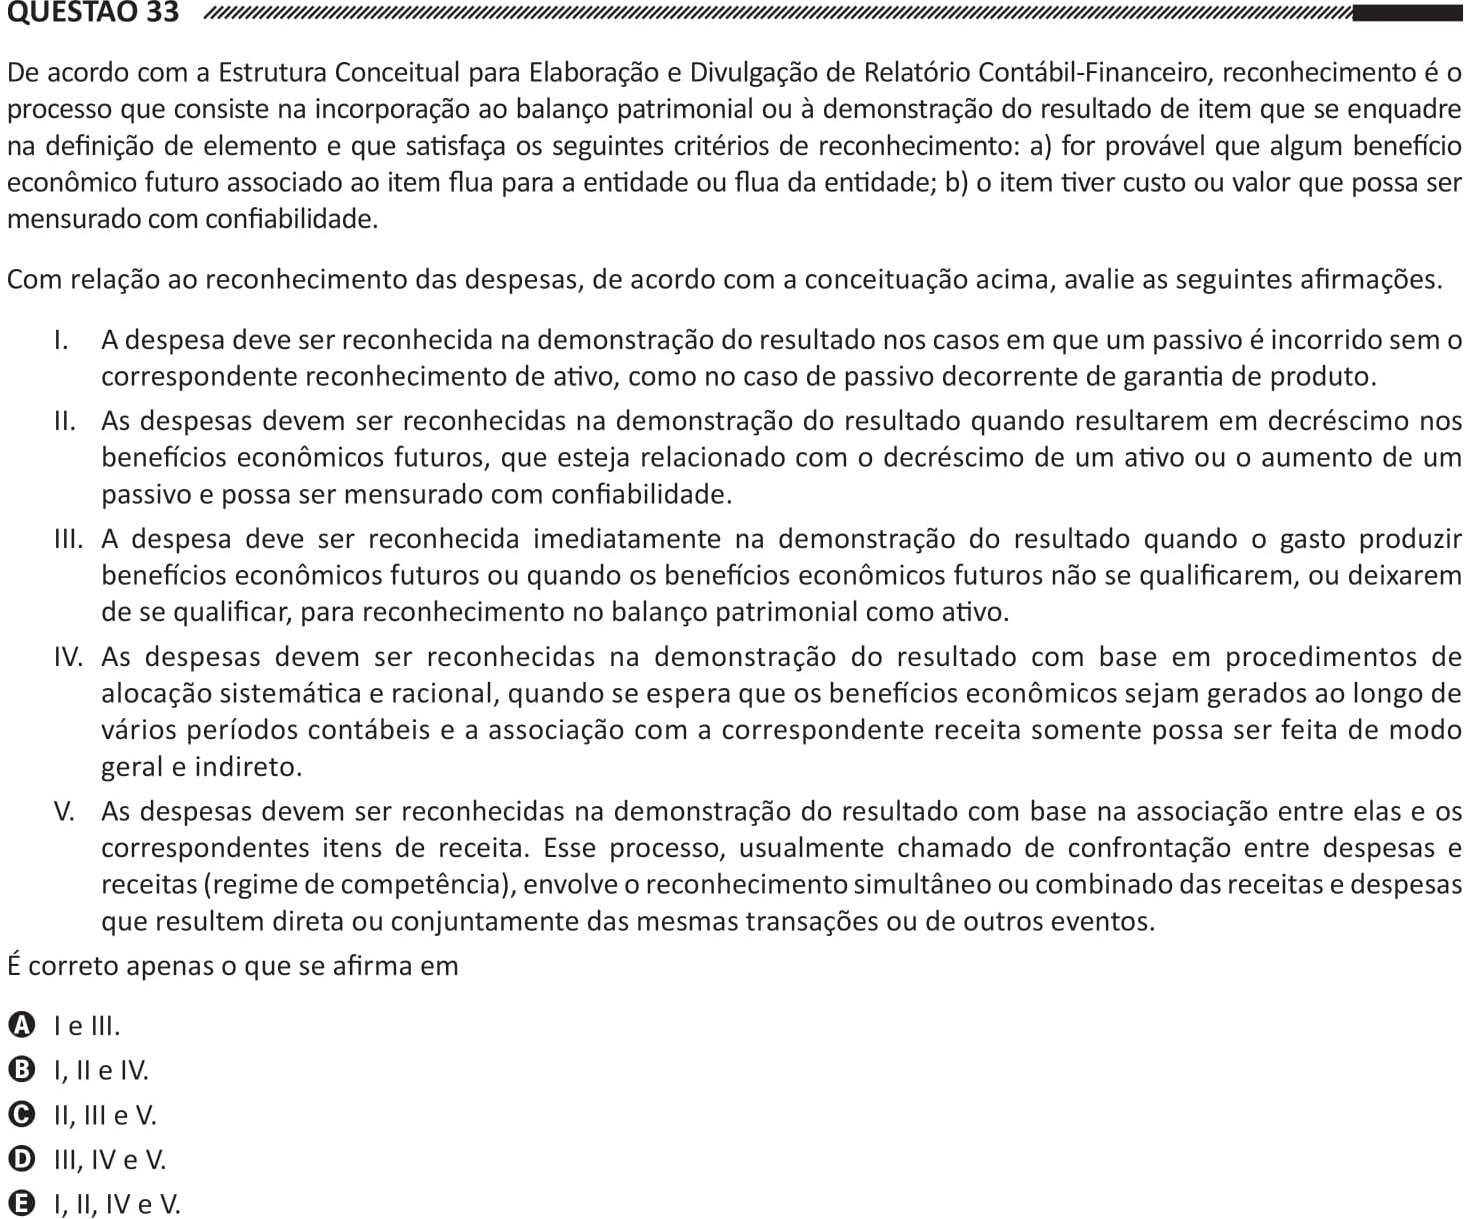 QUESTÃO 33
De acordo com a Estrutura Conceitual para Elaboração e Divulgação de Relatório Contábil-Financeiro, reconhecimento é o
processo que consiste na incorporação ao balanço patrimonial ou à demonstração do resultado de item que se enquadre
na definição de elemento e que satisfaça os seguintes critérios de reconhecimento: a) for provável que algum benefício
econômico futuro associado ao item flua para a entidade ou flua da entidade; b) o item tiver custo ou valor que possa ser
mensurado com confiabilidade.
Com relação ao reconhecimento das despesas, de acordo com a conceituação acima, avalie as seguintes afirmações.
I. A despesa deve ser reconhecida na demonstração do resultado nos casos em que um passivo é incorrido sem o
correspondente reconhecimento de ativo, como no caso de passivo decorrente de garantia de produto.
II. As despesas devem ser reconhecidas na demonstração do resultado quando resultarem em decréscimo nos
benefícios econômicos futuros, que esteja relacionado com o decréscimo de um ativo ou o aumento de um
passivo e possa ser mensurado com confiabilidade.
III. A despesa deve ser reconhecida imediatamente na demonstração do resultado quando o gasto produzir
benefícios econômicos futuros ou quando os benefícios econômicos futuros não se qualificarem, ou deixarem
de se qualificar, para reconhecimento no balanço patrimonial como ativo.
IV. As despesas devem ser reconhecidas na demonstração do resultado com base em procedimentos de
alocação sistemática e racional, quando se espera que os benefícios econômicos sejam gerados ao longo de
vários períodos contábeis e a associação com a correspondente receita somente possa ser feita de modo
geral e indireto.
V. As despesas devem ser reconhecidas na demonstração do resultado com base na associação entre elas e os
correspondentes itens de receita. Esse processo, usualmente chamado de confrontação entre despesas e
receitas (regime de competência), envolve o reconhecimento simultâneo ou combinado das receitas e despesas
que resultem direta ou conjuntamente das mesmas transações ou de outros eventos.
É correto apenas o que se afirma em
A I e III.
B I, II e IV.
C II, III e V.
D III, IV e V.
E I, II, IV e V.